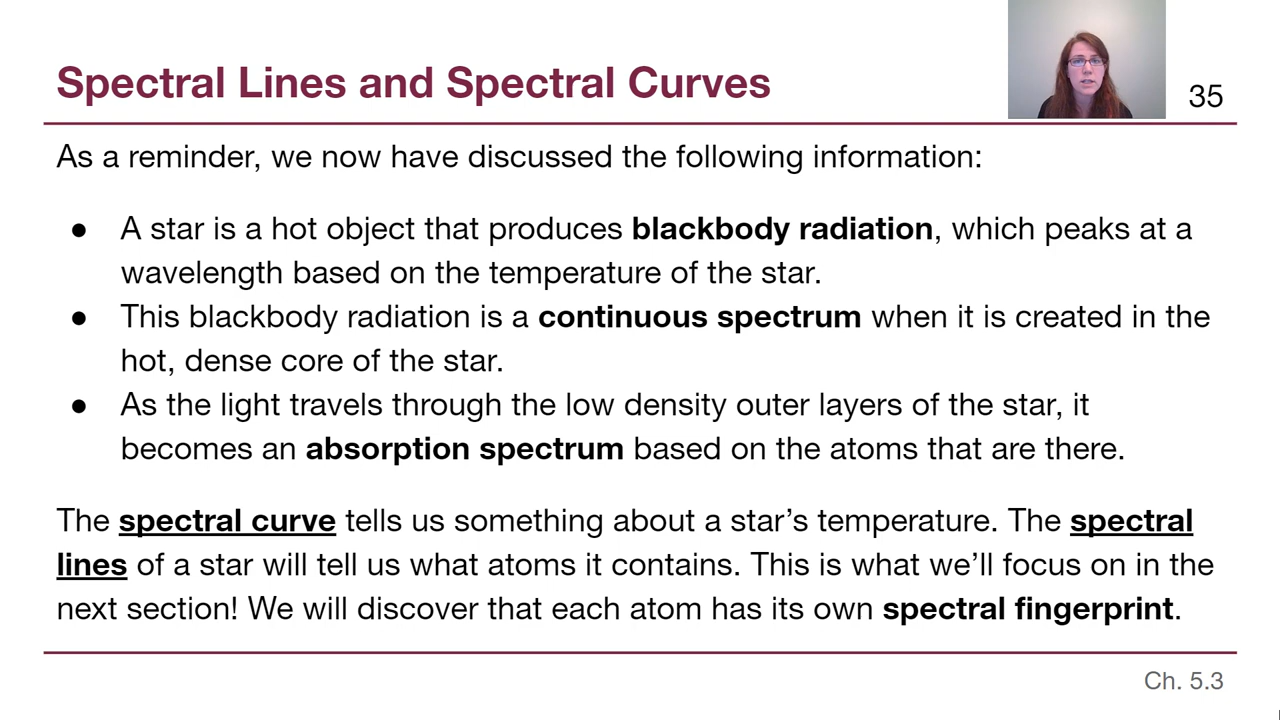 Spectral Lines and Spectral Curves
35
As a reminder, we now have discussed the following information:
● A star is a hot object that produces blackbody radiation, which peaks at a
wavelength based on the temperature of the star.
● This blackbody radiation is a continuous spectrum when it is created in the
hot, dense core of the star.
● As the light travels through the low density outer layers of the star, it
becomes an absorption spectrum based on the atoms that are there.
The spectral curve tells us something about a star’s temperature. The spectral
lines of a star will tell us what atoms it contains. This is what we’ll focus on in the
next section! We will discover that each atom has its own spectral fingerprint.
Ch. 5.3